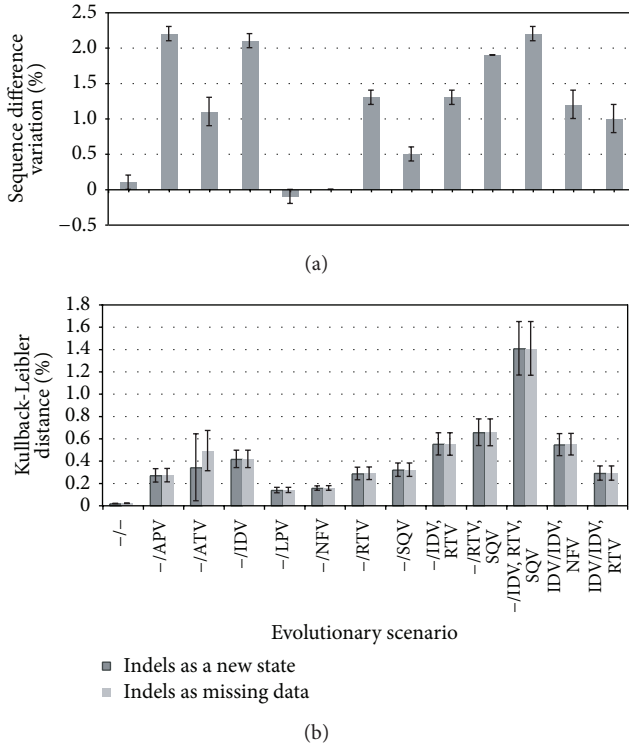 2.5
2.0
1.5
1.0
0.5
0
−0.5
Sequence difference
variation (%)
(a)
1.8
1.6
1.4
1.2
1.0
0.8
0.6
0.4
0.2
0
Kullback-Leibler
distance (%)
−/−
−/APV
−/ATV
−/IDV
−/LPV
−/NFV
−/RTV
−/SQV
−/IDV,
RTV
−/RTV,
SQV
−/IDV, RTV,
SQV
IDV/IDV,
NFV
IDV/IDV,
RTV
Evolutionary scenario
Indels as a new state
Indels as missing data
(b)